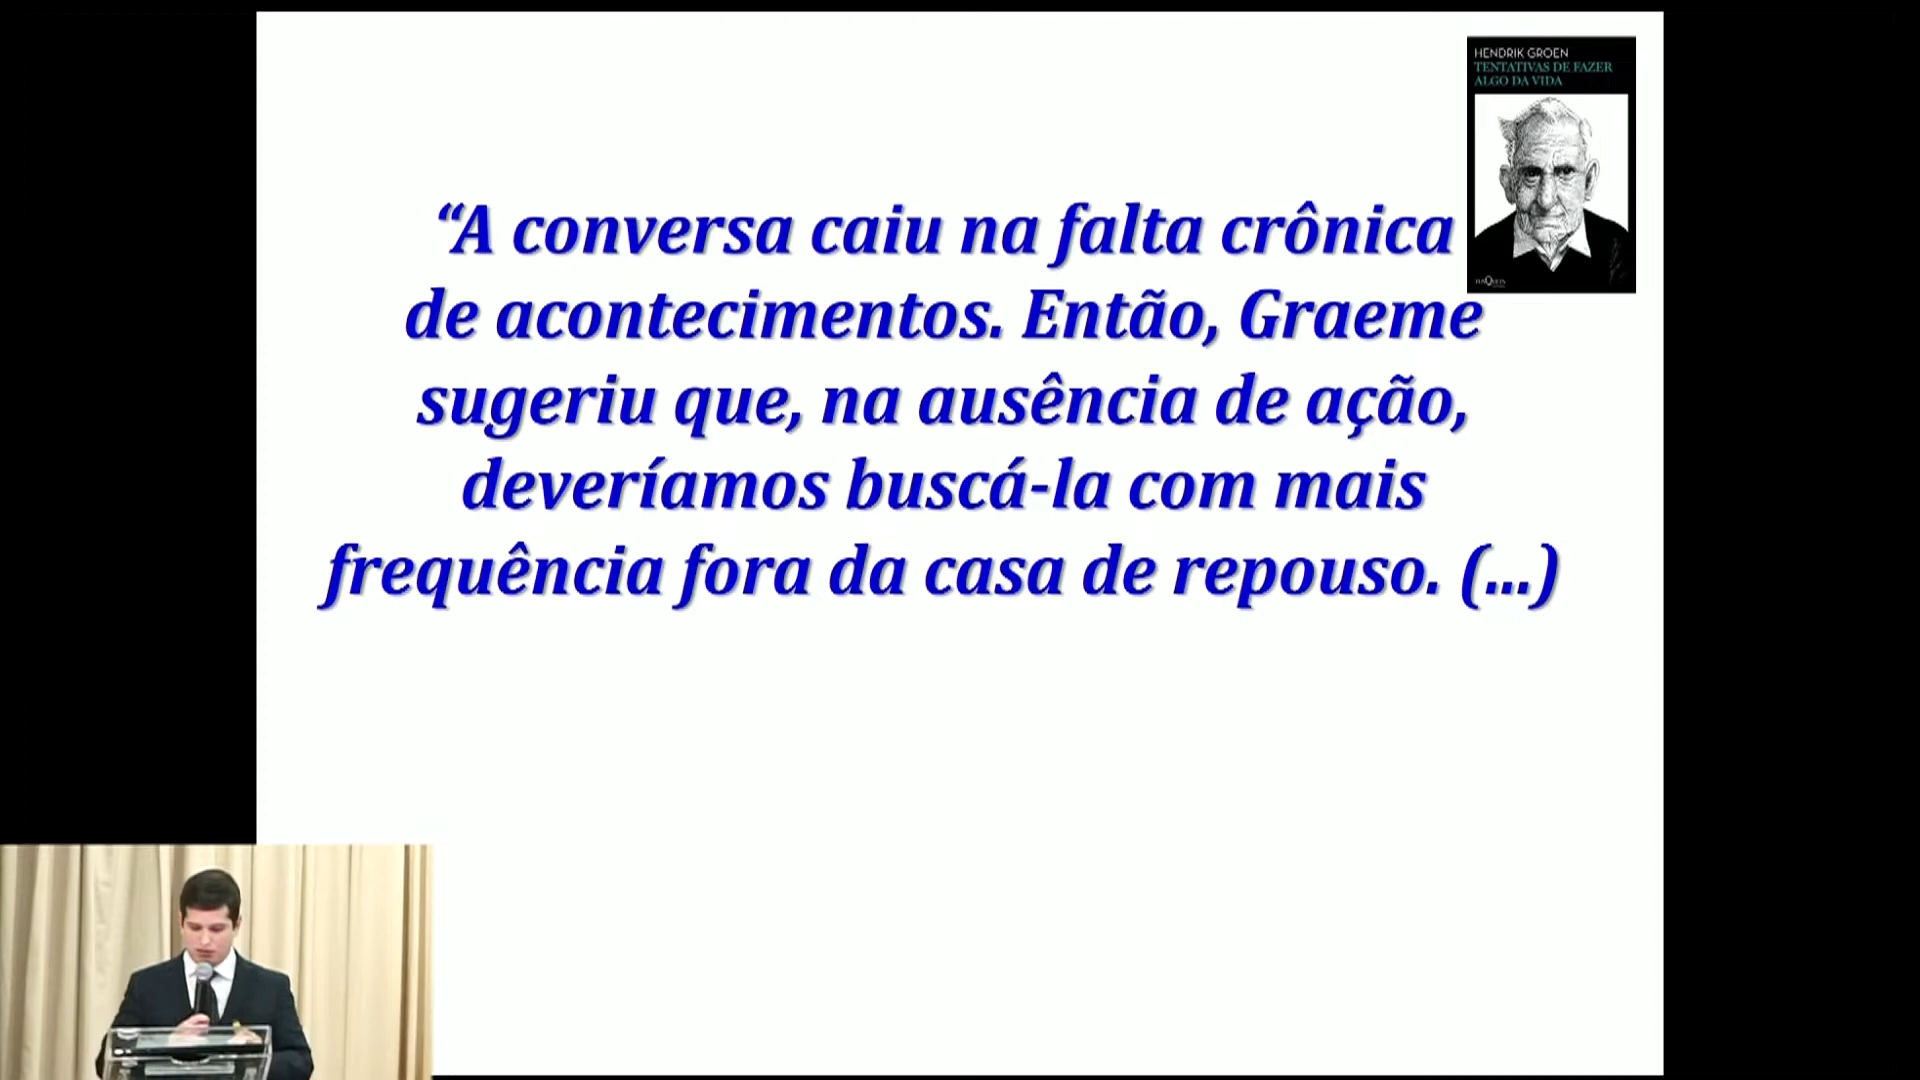 HENDRIK GROEN
TENTATIVAS DE FAZER
ALGO DA VIDA
“A conversa caiu na falta crônica
de acontecimentos. Então, Graeme
sugeriu que, na ausência de ação,
deveríamos buscá-la com mais
frequência fora da casa de repouso. (...)
TUSQUETS